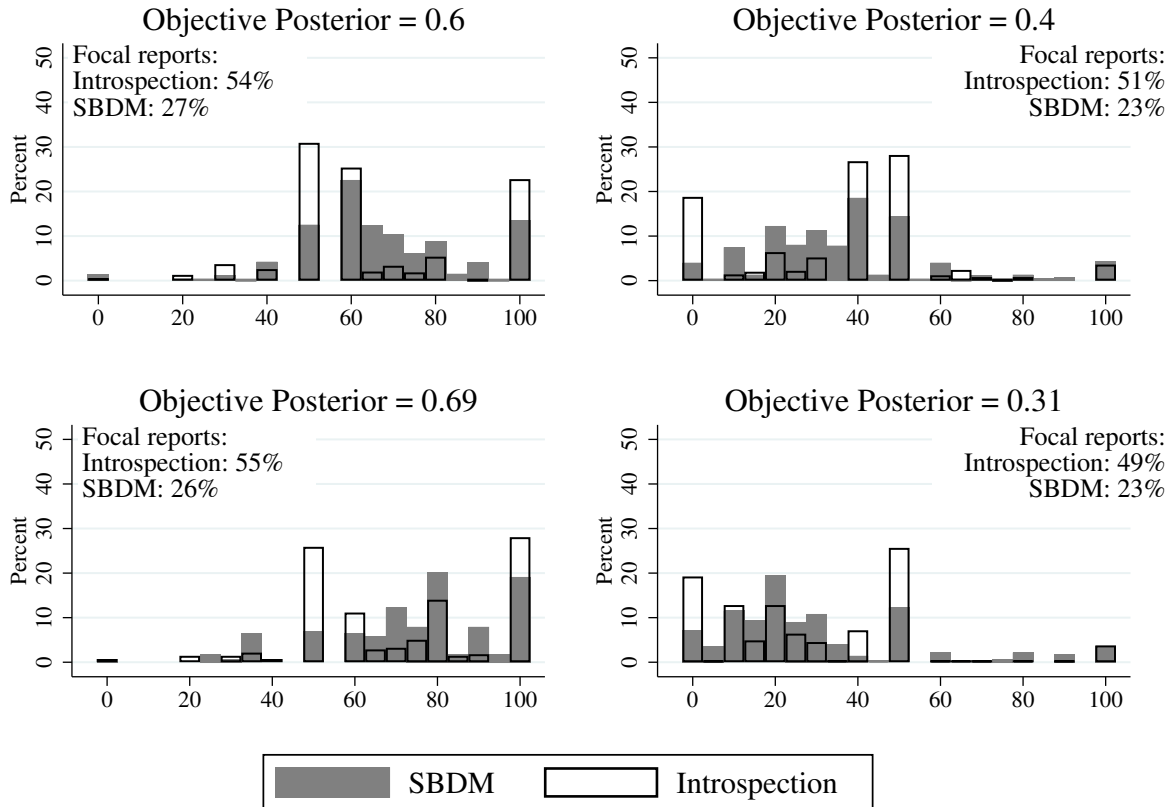 Objective Posterior = 0.6
Focal reports:
Introspection: 54%
SBDM: 27%
Percent
0 10 20 30 40 50
0 20 40 60 80 100
Objective Posterior = 0.4
Focal reports:
Introspection: 51%
SBDM: 23%
Percent
0 10 20 30 40 50
0 20 40 60 80 100
Objective Posterior = 0.69
Focal reports:
Introspection: 55%
SBDM: 26%
Percent
0 10 20 30 40 50
0 20 40 60 80 100
Objective Posterior = 0.31
Focal reports:
Introspection: 49%
SBDM: 23%
Percent
0 10 20 30 40 50
0 20 40 60 80 100
SBDM Introspection